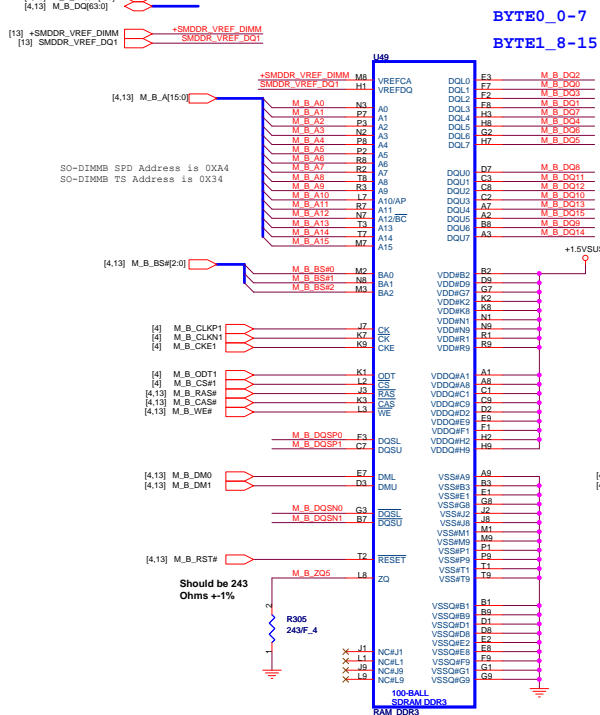 [4,13] M_B_DQ[63:0]
BYTE0_0-7
[13] +SMDDR_VREF_DIMM +SMDDR_VREF_DIMM
[13] SMDDR_VREF_DQ1 SMDDR_VREF_DQ1
BYTE1_8-15
U49
+SMDDR_VREF_DIMM M8 VREFCA
SMDDR_VREF_DQ1 H1 VREFDQ
[4,13] M_B_A[15:0]
M_B_A0 N3 A0
M_B_A1 P7 A1
M_B_A2 P3 A2
M_B_A3 N2 A3
M_B_A4 P8 A4
M_B_A5 P2 A5
M_B_A6 R8 A6
M_B_A7 R2 A7
M_B_A8 T8 A8
M_B_A9 R3 A9
M_B_A10 L7 A10/AP
M_B_A11 R7 A11
M_B_A12 N7 A12/BC
M_B_A13 T3 A13
M_B_A14 T7 A14
M_B_A15 M7 A15
SO-DIMMB SPD Address is 0XA4
SO-DIMMB TS Address is 0X34
[4,13] M_B_BS#[2:0]
M_B_BS#0 M2 BA0
M_B_BS#1 N8 BA1
M_B_BS#2 M3 BA2
[4] M_B_CLKP1 J7 CK
[4] M_B_CLKN1 K7 CK
[4] M_B_CKE1 K9 CKE
[4] M_B_ODT1 K1 ODT
[4] M_B_CS#1 L2 CS
[4,13] M_B_RAS# J3 RAS
[4,13] M_B_CAS# K3 CAS
[4,13] M_B_WE# L3 WE
M_B_DQSP0 F3 DQSL
M_B_DQSP1 C7 DQSU
[4,13] M_B_DM0 E7 DML
[4,13] M_B_DM1 D3 DMU
M_B_DQSN0 G3 DQSL
M_B_DQSN1 B7 DQSU
[4,13] M_B_RST# T2 RESET
M_B_ZQ5 L8 ZQ
Should be 243
Ohms +-1%
2
R305
243/F_4
1
J1 NC#J1
L1 NC#L1
J9 NC#J9
L9 NC#L9
DQL0 E3 M_B_DQ2
DQL1 F7 M_B_DQ0
DQL2 F2 M_B_DQ3
DQL3 F8 M_B_DQ1
DQL4 H3 M_B_DQ7
DQL5 H8 M_B_DQ4
DQL6 G2 M_B_DQ6
DQL7 H7 M_B_DQ5
DQU0 D7 M_B_DQ8
DQU1 C3 M_B_DQ11
DQU2 C8 M_B_DQ12
DQU3 C2 M_B_DQ10
DQU4 A7 M_B_DQ13
DQU5 A2 M_B_DQ15
DQU6 B8 M_B_DQ9
DQU7 A3 M_B_DQ14
+1.5VSUS
VDD#B2 B2
VDD#D9 D9
VDD#G7 G7
VDD#K2 K2
VDD#K8 K8
VDD#N1 N1
VDD#N9 N9
VDD#R1 R1
VDD#R9 R9
VDDQ#A1 A1
VDDQ#A8 A8
VDDQ#C1 C1
VDDQ#C9 C9
VDDQ#D2 D2
VDDQ#E9 E9
VDDQ#F1 F1
VDDQ#H2 H2
VDDQ#H9 H9
VSS#A9 A9
VSS#B3 B3
VSS#E1 E1
VSS#G8 G8
VSS#J2 J2
VSS#J8 J8
VSS#M1 M1
VSS#M9 M9
VSS#P1 P1
VSS#P9 P9
VSS#T1 T1
VSS#T9 T9
VSSQ#B1 B1
VSSQ#B9 B9
VSSQ#D1 D1
VSSQ#D8 D8
VSSQ#E2 E2
VSSQ#E8 E8
VSSQ#F9 F9
VSSQ#G1 G1
VSSQ#G9 G9
100-BALL
SDRAM DDR3
RAM_DDR3